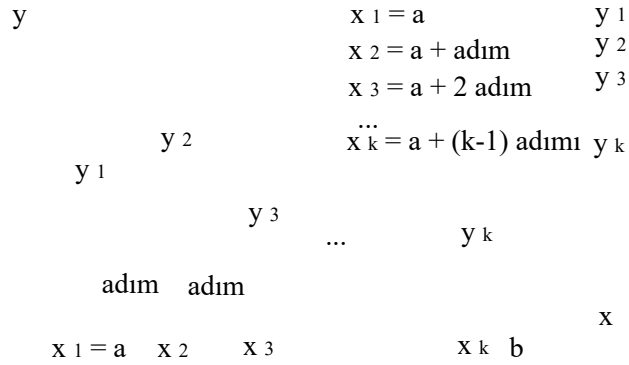 y
x 1 = a y 1
x 2 = a + adım y 2
x 3 = a + 2 adım y 3
...
x k = a + (k-1) adımı y k
y 2
y 1
y 3
...
y k
adım adım
x
x 1 = a x 2 x 3 x k b